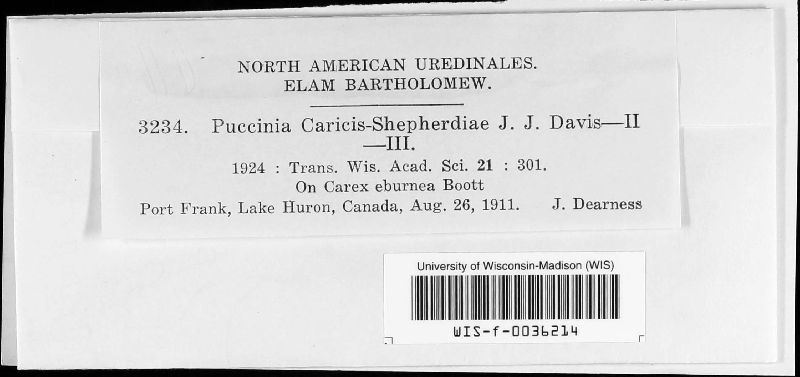 NORTH AMERICAN UREDINALES.
ELAM BARTHOLOMEW.
3234. Puccinia Caricis-Shepherdiae J. J. Davis—II
—III.
1924 : Trans. Wis. Acad. Sci. 21 : 301.
On Carex eburnea Boott
Port Frank, Lake Huron, Canada, Aug. 26, 1911. J. Dearness
University of Wisconsin-Madison (WIS)
WIS-f-0036214